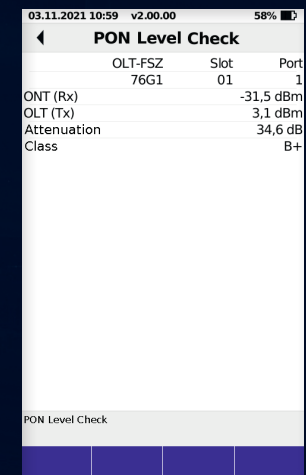 03.11.2021 10:59 v2.00.00 58%
PON Level Check
OLT-FSZ Slot Port
76G1 01 1
ONT (Rx) -31,5 dBm
OLT (Tx) 3,1 dBm
Attenuation 34,6 dB
Class B+
PON Level Check